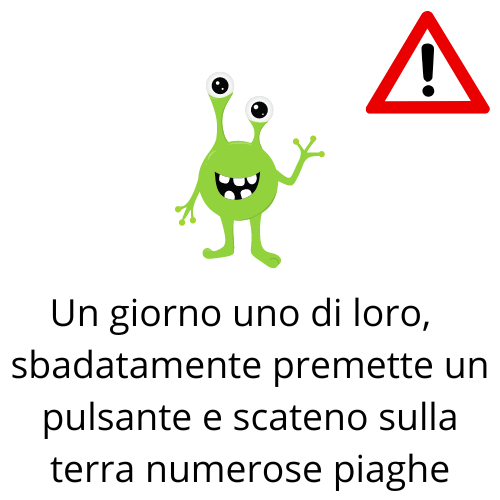 Un giorno uno di loro,
sbadatamente premette un
pulsante e scateno sulla
terra numerose piaghe